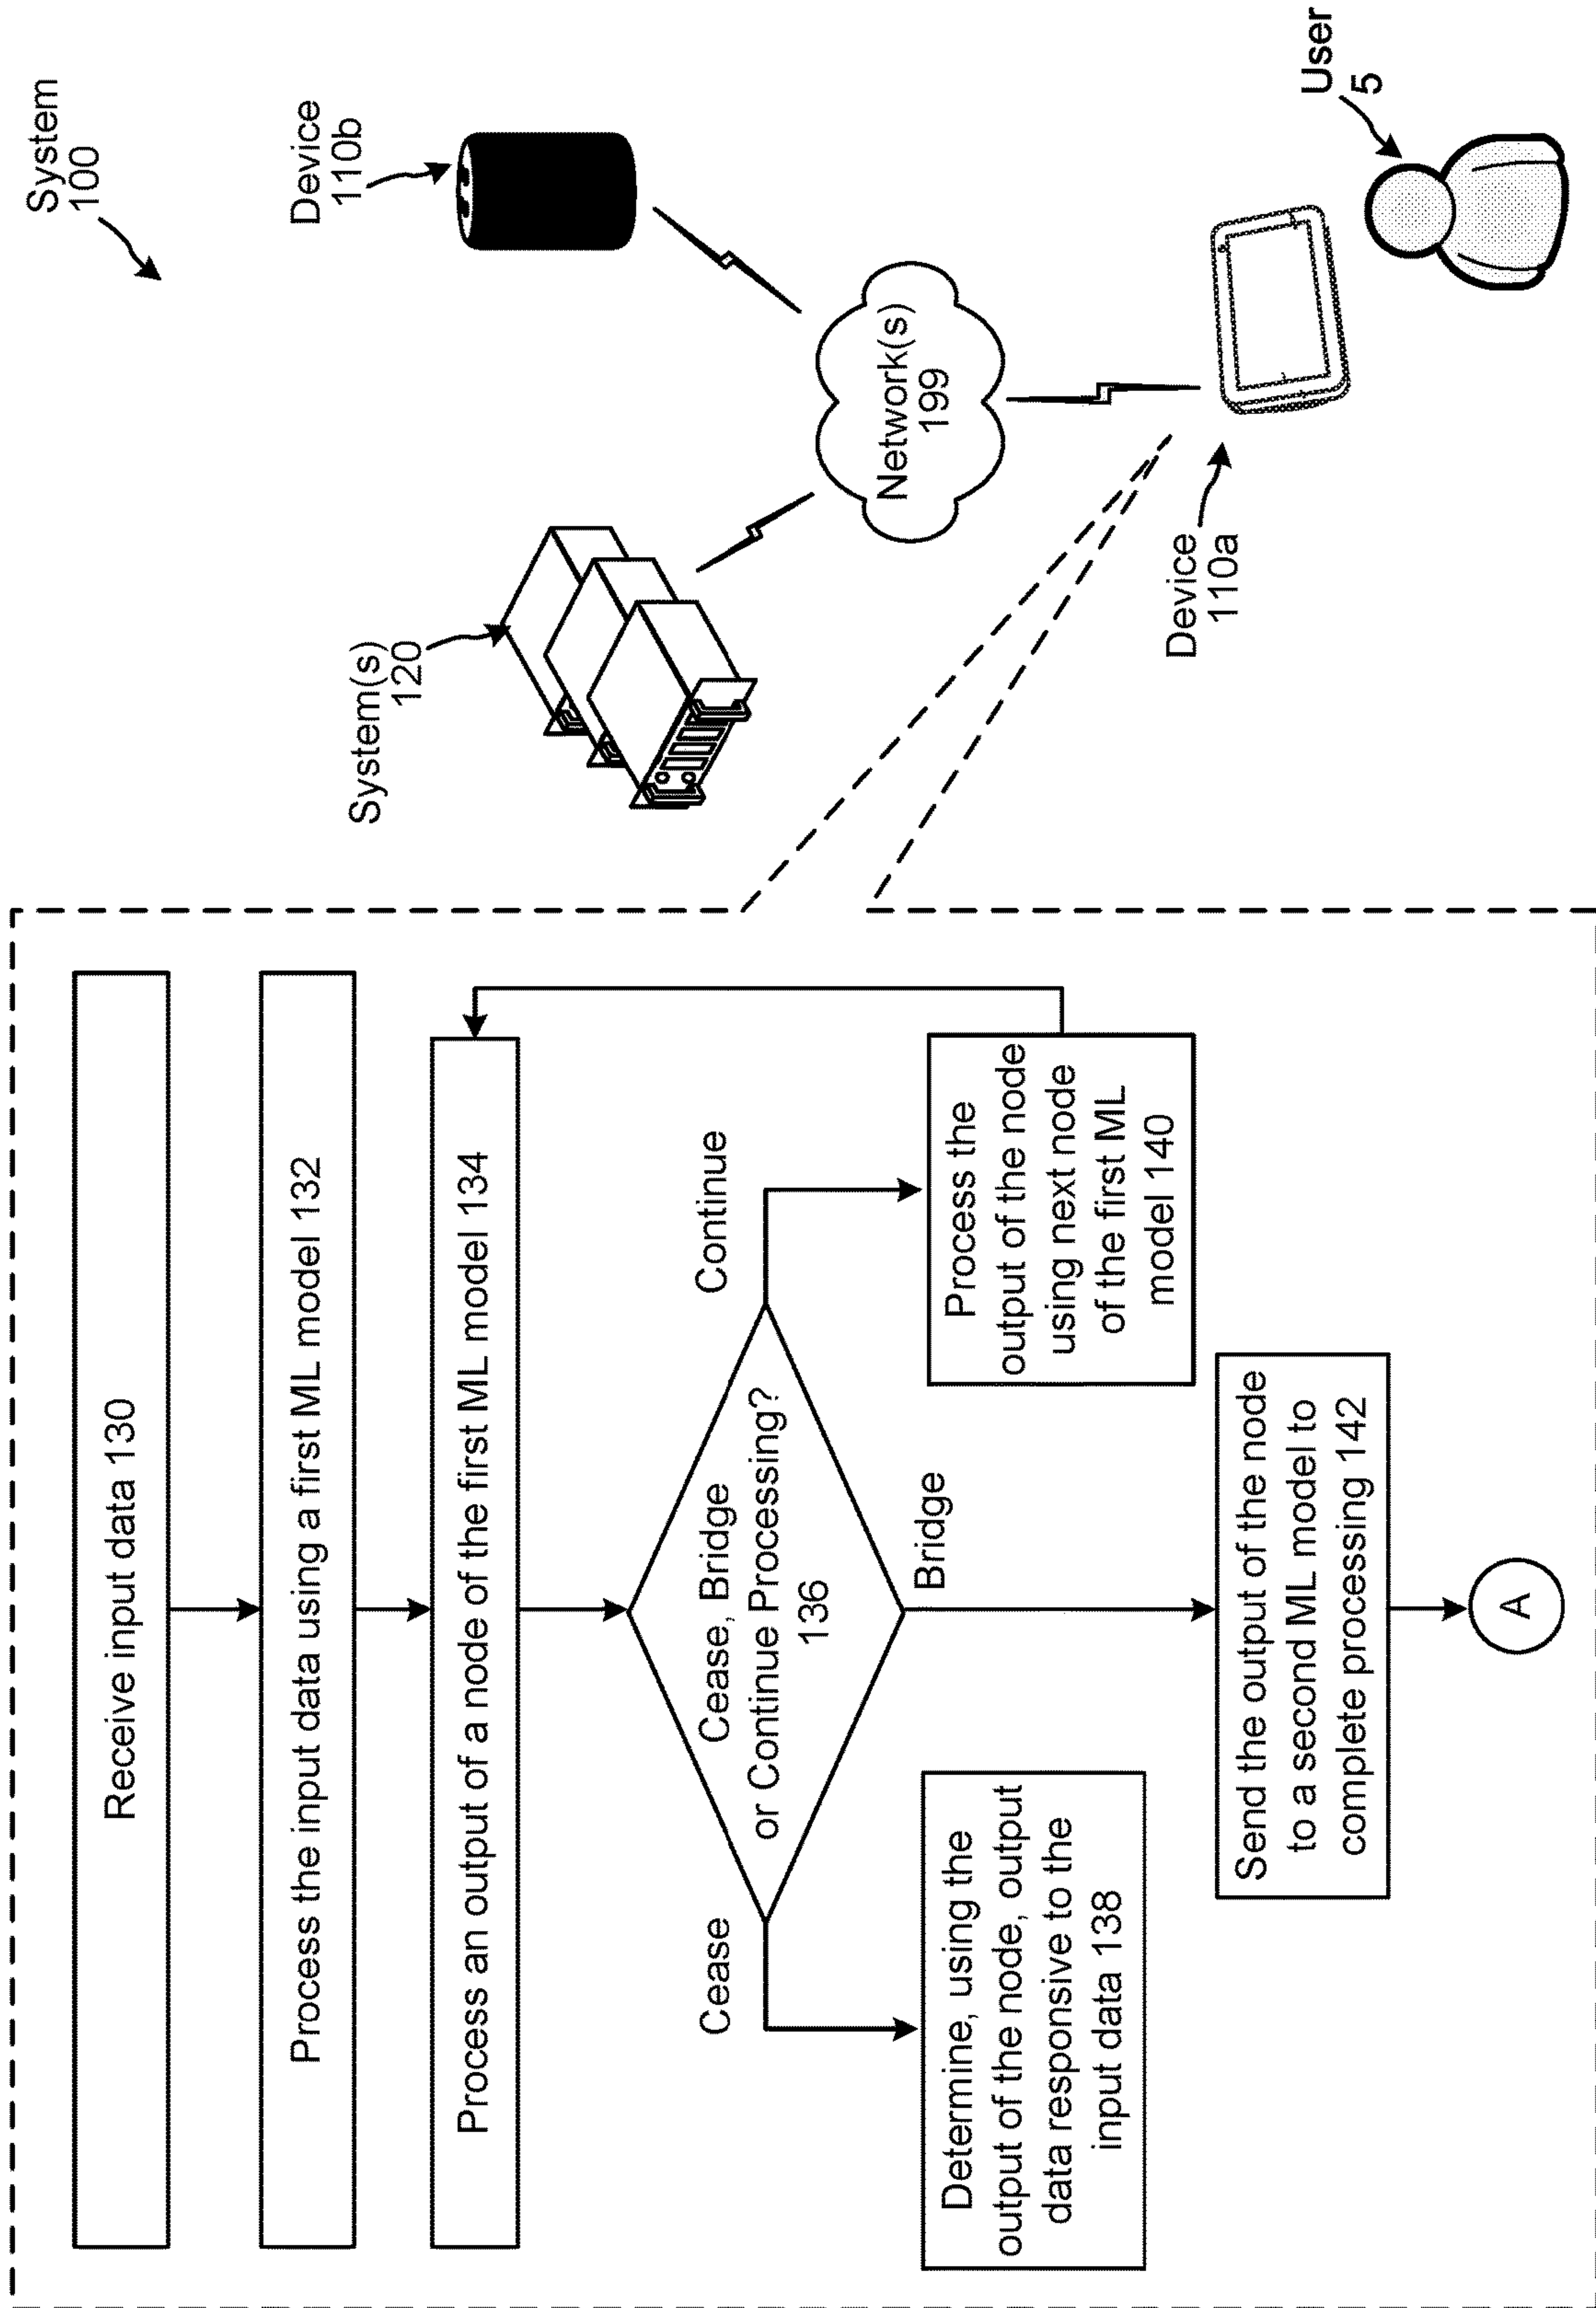 System
100
Device
110b
System(s)
120
Network(s)
199
Device
110a
User
5
Receive input data 130
Process the input data using a first ML model 132
Process an output of a node of the first ML model 134
Cease, Bridge
or Continue Processing?
136
Cease
Continue
Bridge
Determine, using the
output of the node, output
data responsive to the
input data 138
Process the
output of the node
using next node
of the first ML
model 140
Send the output of the node
to a second ML model to
complete processing 142
A